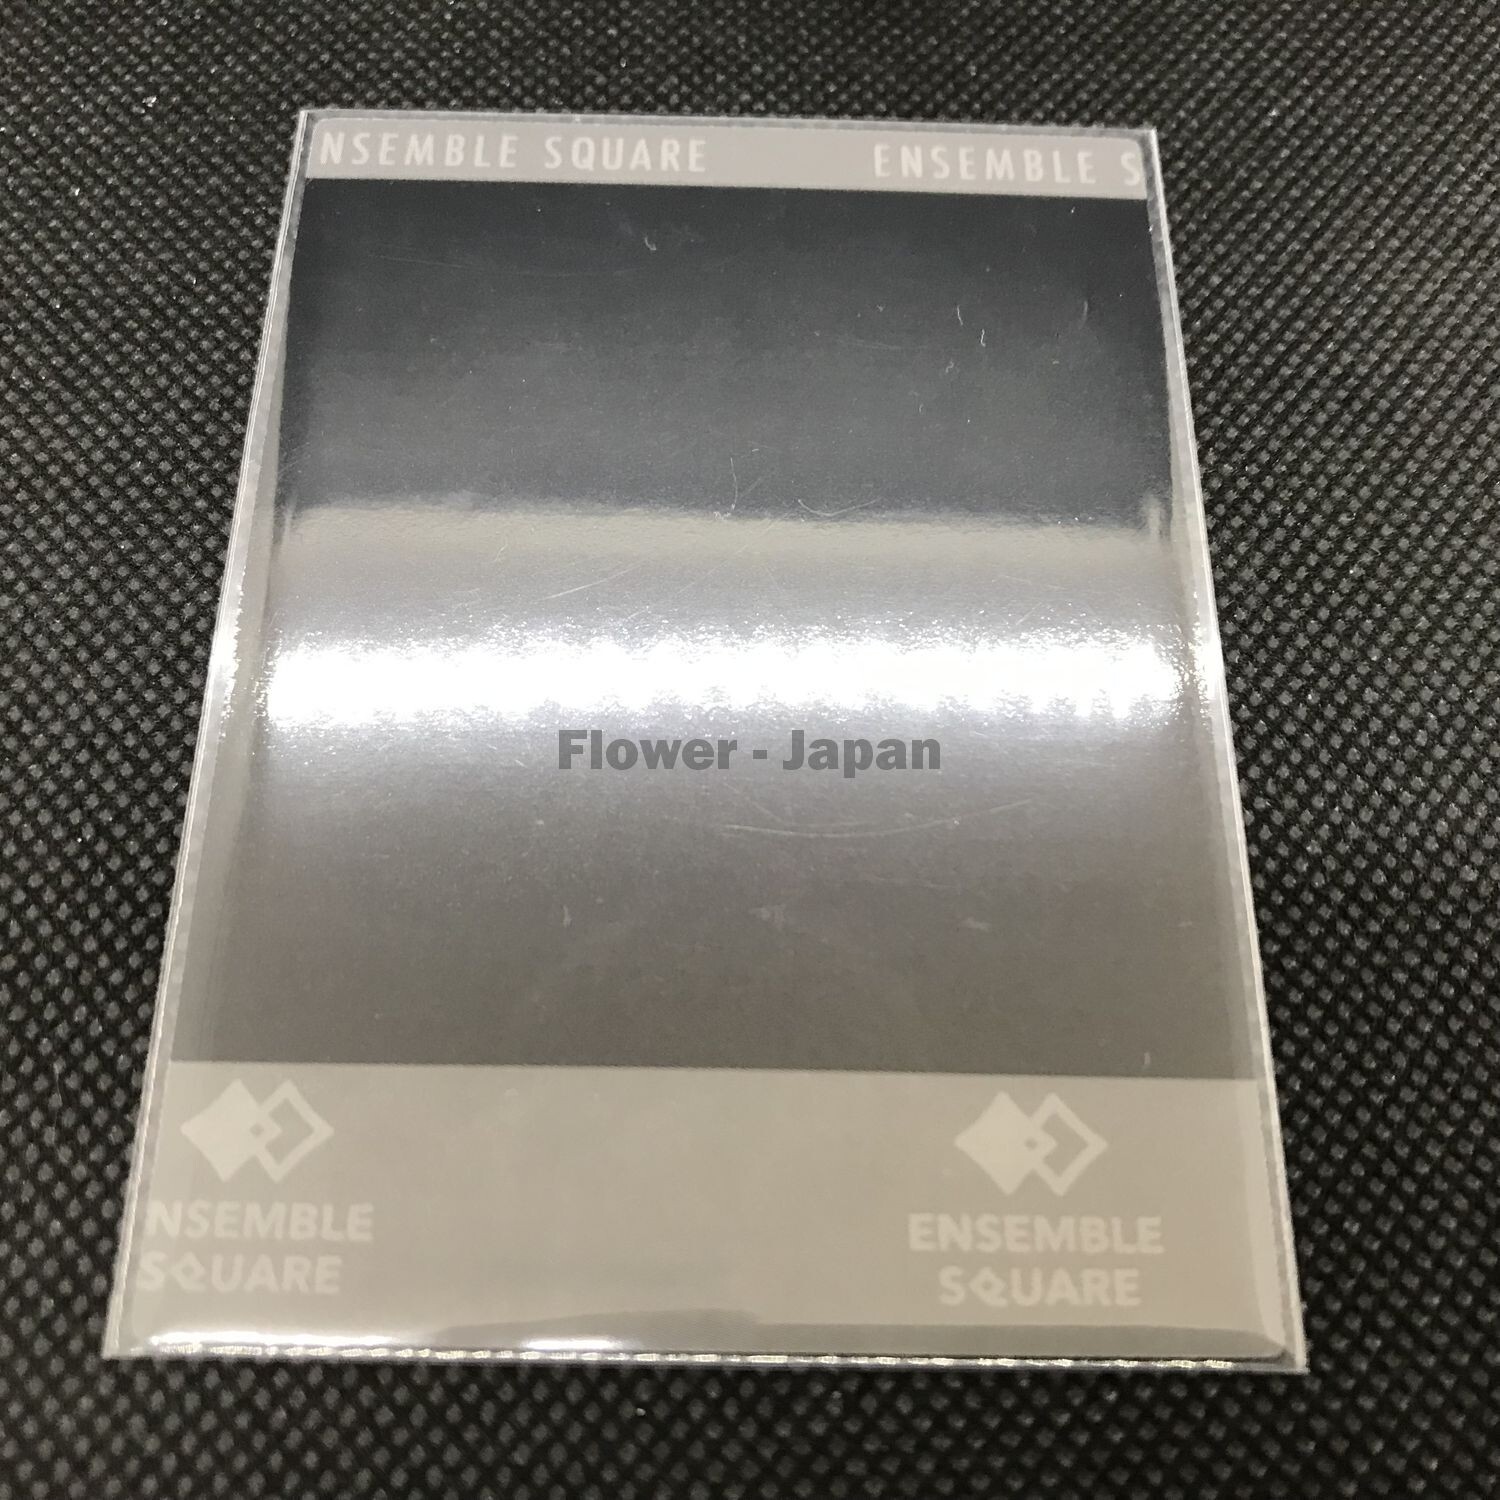 NSEMBLE SQUARE ENSEMBLE S
Flower - Japan
NSEMBLE
SQUARE
ENSEMBLE
SQUARE